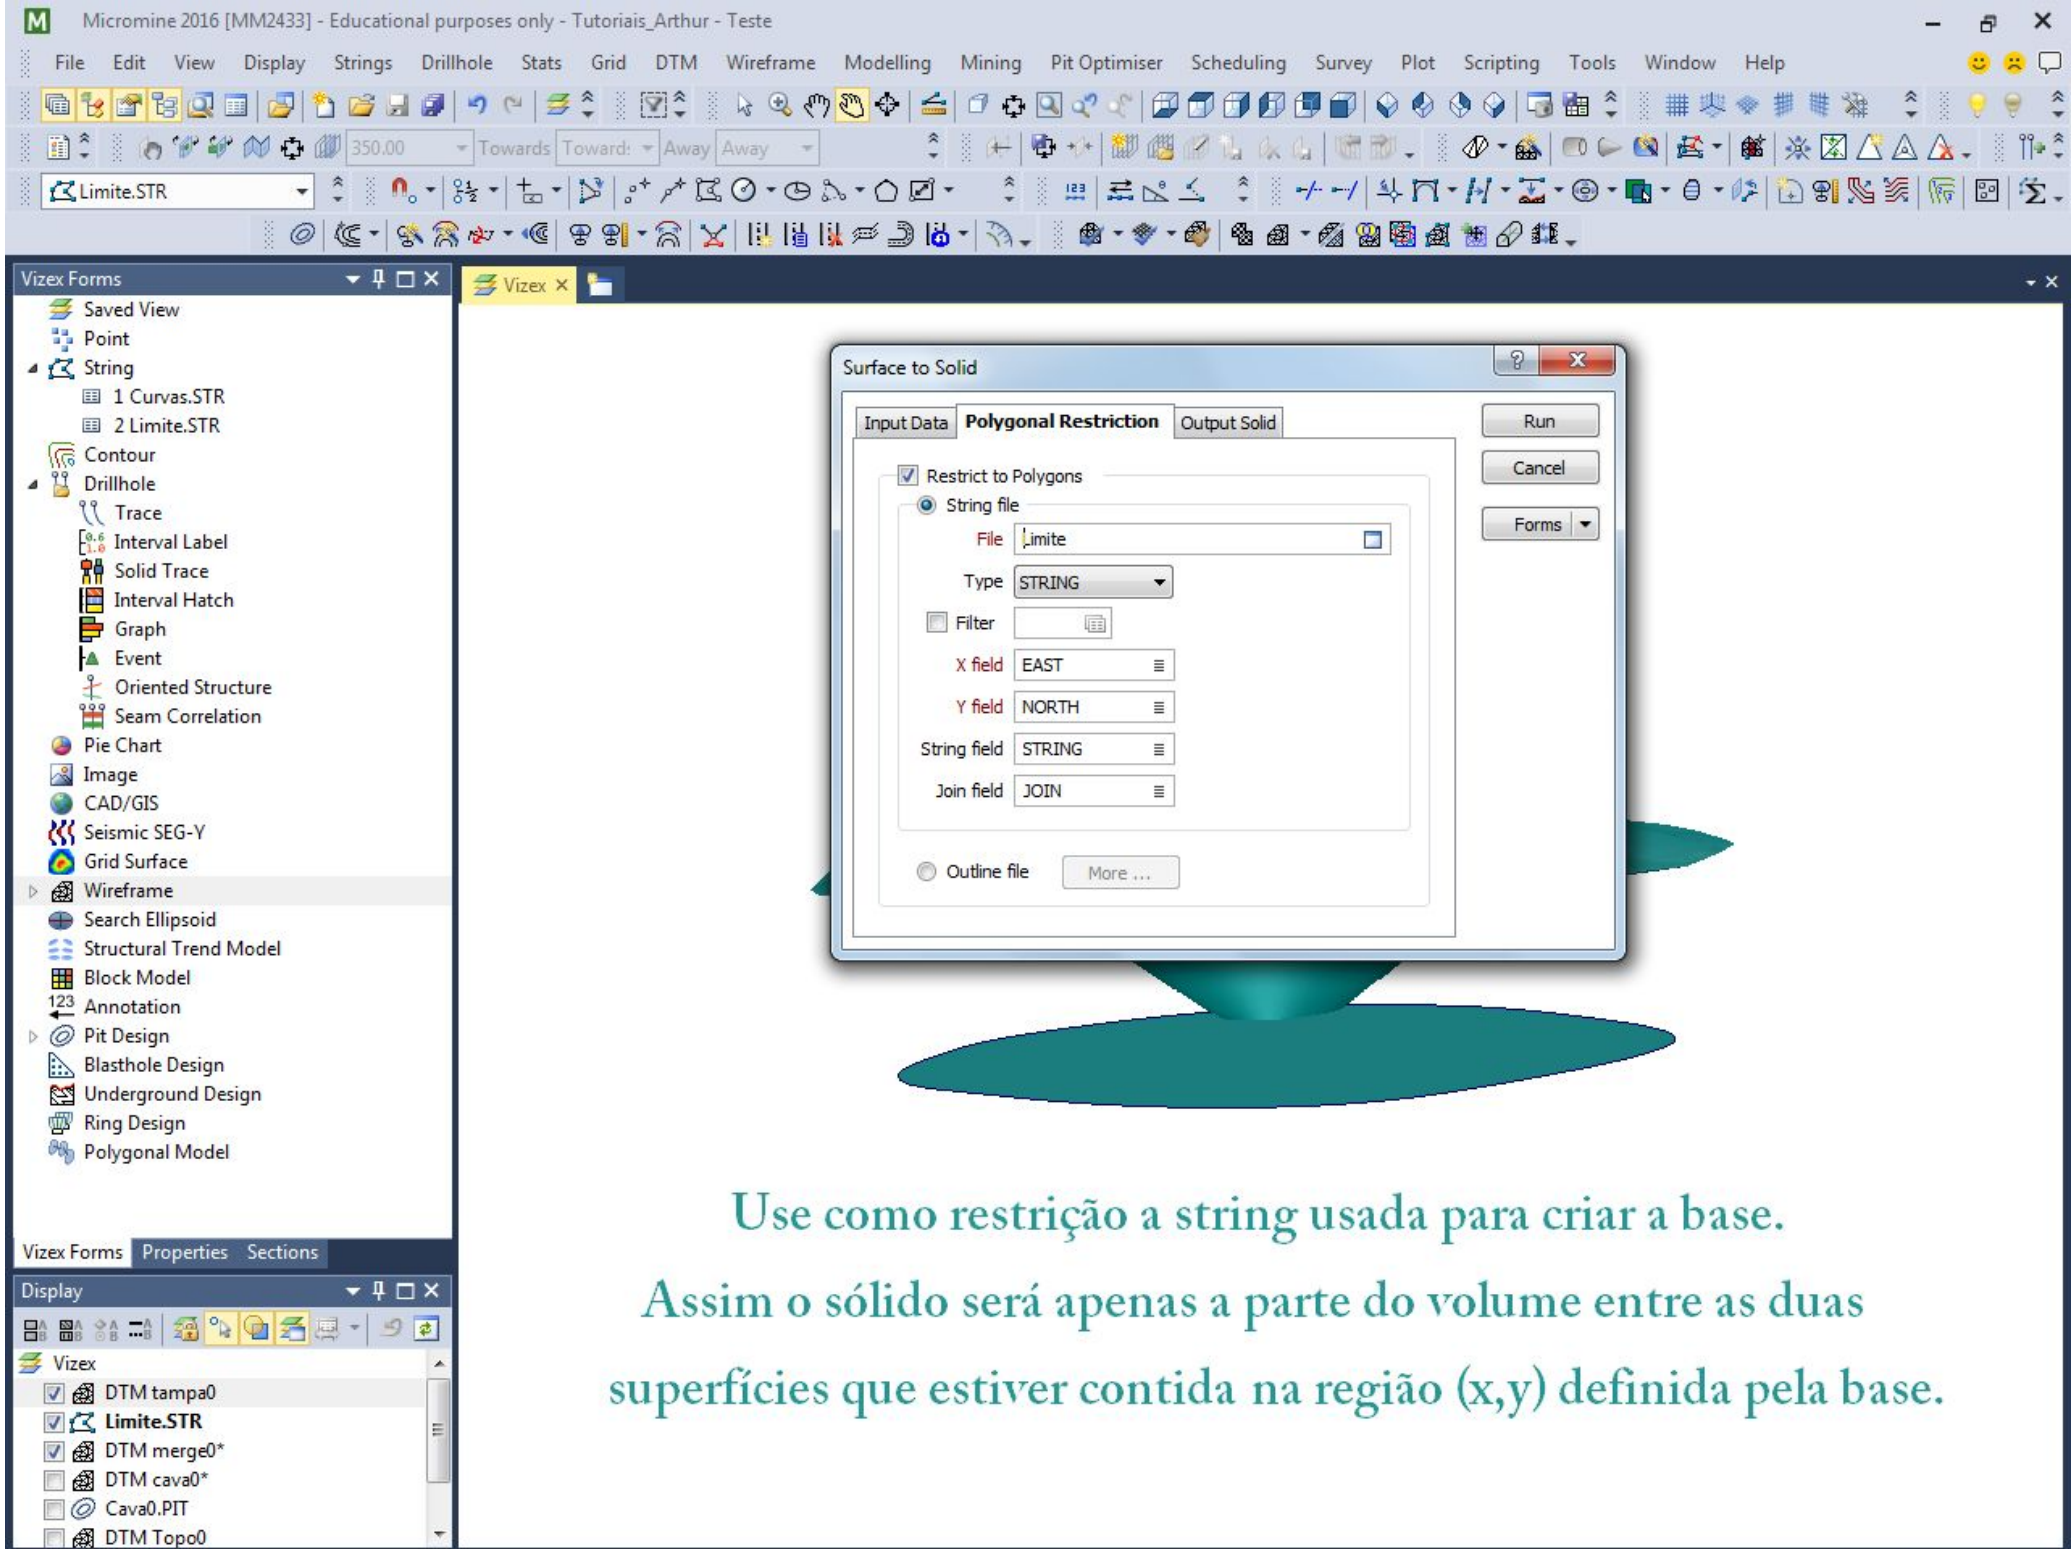 Micromine 2016 [MM2433] - Educational purposes only - Tutoriais_Arthur - Teste
File Edit View Display Strings Drillhole Stats Grid DTM Wireframe Modelling Mining Pit Optimiser Scheduling Survey Plot Scripting Tools Window Help
350.00 Towards Toward: Away Away
Limite.STR
Vizex Forms
Saved View
Point
String
1 Curvas.STR
2 Limite.STR
Contour
Drillhole
Trace
Interval Label
Solid Trace
Interval Hatch
Graph
Event
Oriented Structure
Seam Correlation
Pie Chart
Image
CAD/GIS
Seismic SEG-Y
Grid Surface
Wireframe
Search Ellipsoid
Structural Trend Model
Block Model
123 Annotation
Pit Design
Blasthole Design
Underground Design
Ring Design
Polygonal Model
Vizex Forms Properties Sections
Display
Vizex
DTM tampa0
Limite.STR
DTM merge0*
DTM cava0*
Cava0.PIT
DTM Topo0
Vizex
Surface to Solid
Input Data Polygonal Restriction Output Solid
Run
Cancel
Forms
Restrict to Polygons
String file
File Limite
Type STRING
Filter
X field EAST
Y field NORTH
String field STRING
Join field JOIN
Outline file More ...
Use como restrição a string usada para criar a base.
Assim o sólido será apenas a parte do volume entre as duas
superfícies que estiver contida na região (x,y) definida pela base.